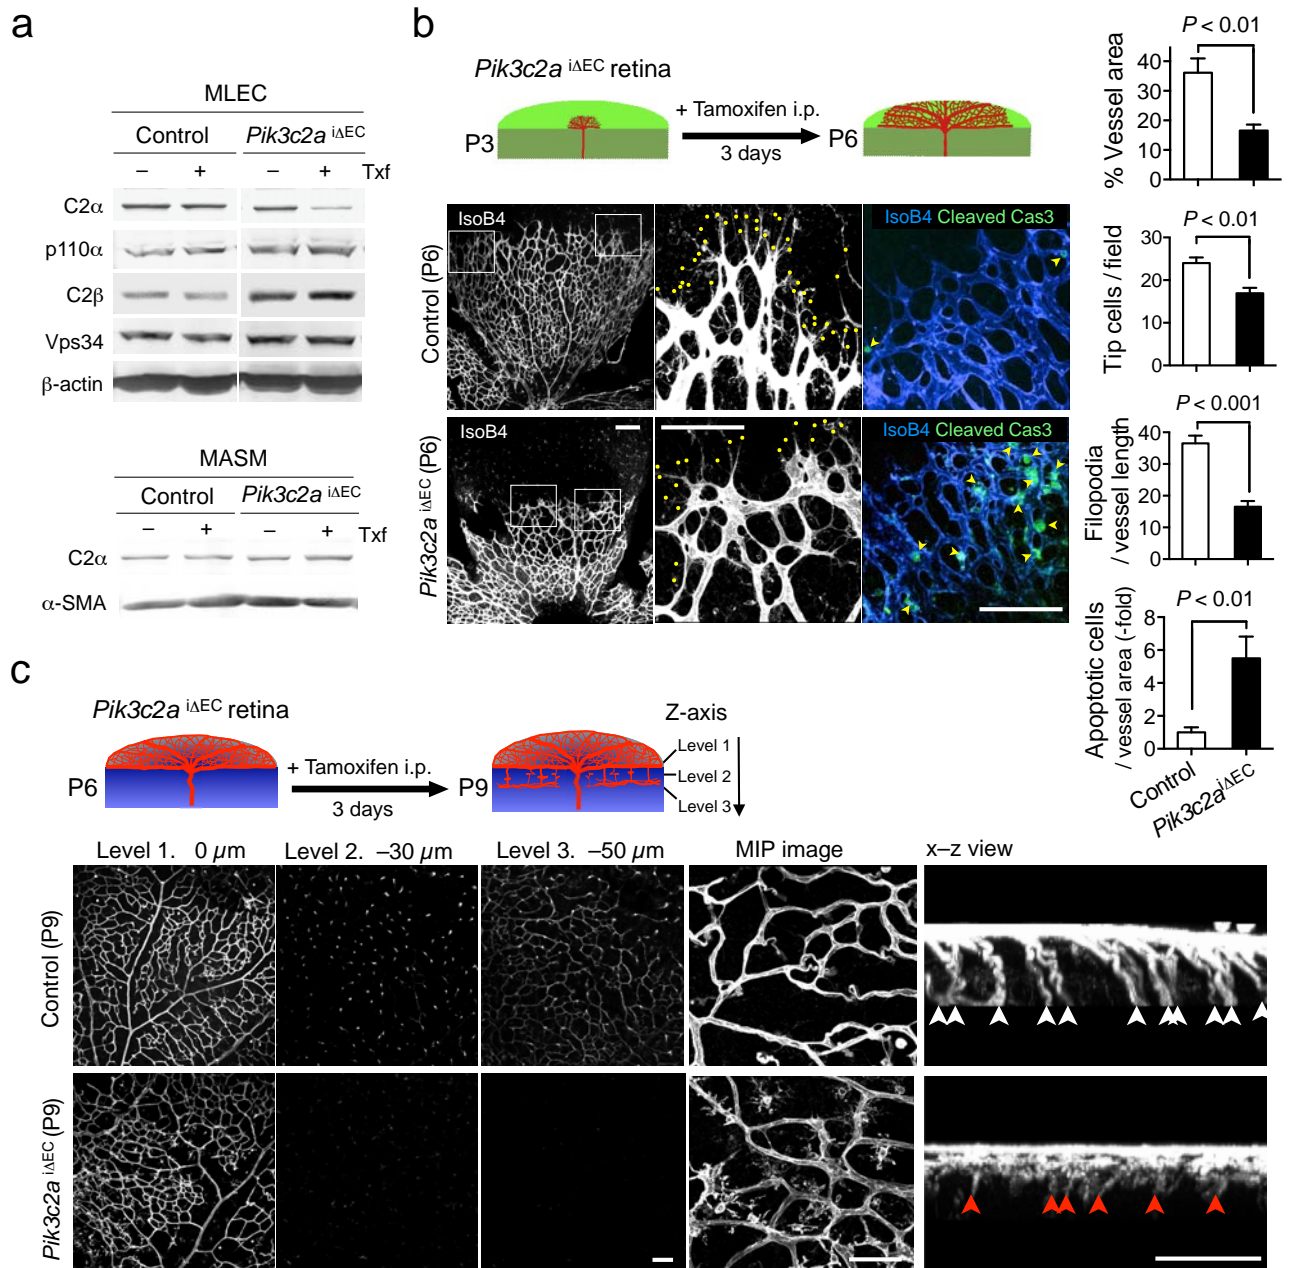 a
MLEC
Control Pik3c2a iΔEC
– + – + Txf
C2α
p110α
C2β
Vps34
β-actin
MASM
Control Pik3c2a iΔEC
– + – + Txf
C2α
α-SMA
b
Pik3c2a iΔEC retina
P3
+ Tamoxifen i.p.
3 days
P6
Control (P6)
IsoB4
IsoB4 Cleaved Cas3
Pik3c2a iΔEC (P6)
IsoB4
IsoB4 Cleaved Cas3
P < 0.01
% Vessel area
40
30
20
10
0
P < 0.01
Tip cells / field
30
20
10
0
P < 0.001
Filopodia
/ vessel length
40
30
20
10
0
P < 0.01
Apoptotic cells
/ vessel area (-fold)
8
6
4
2
0
Control
Pik3c2a iΔEC
c
Pik3c2a iΔEC retina
P6
+ Tamoxifen i.p.
3 days
P9
Z-axis
Level 1
Level 2
Level 3
Level 1. 0 μm
Level 2. –30 μm
Level 3. –50 μm
MIP image
x–z view
Control (P9)
Pik3c2a iΔEC (P9)